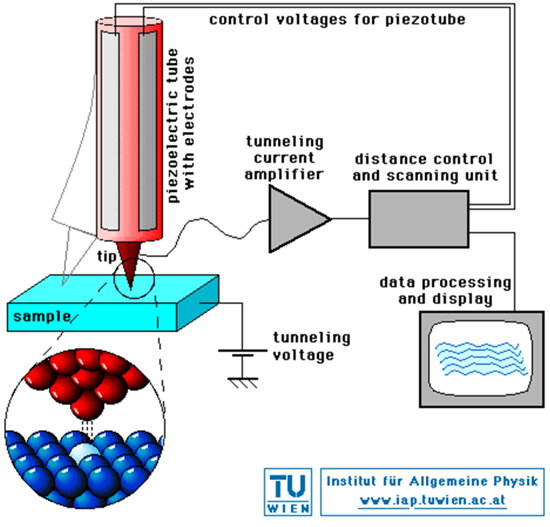 control voltages for piezotube
piezoelectric tube
with electrodes
tunneling
current
amplifier
distance control
and scanning unit
tip
data processing
and display
sample
tunneling
voltage
TU
WIEN
Institut für Allgemeine Physik
www.iap.tuwien.ac.at